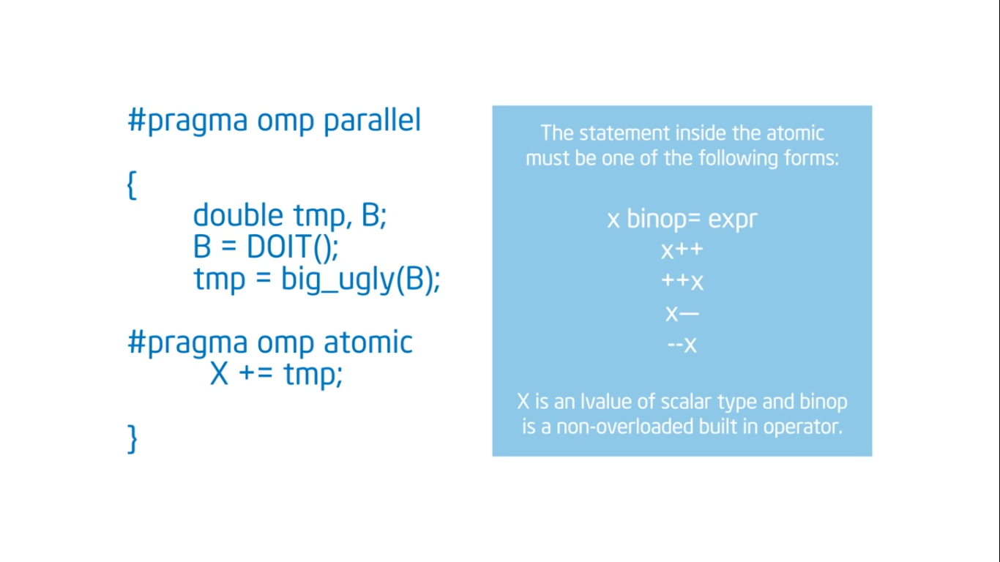 #pragma omp parallel
{
double tmp, B;
B = DOIT();
tmp = big_ugly(B);
#pragma omp atomic
X += tmp;
}
The statement inside the atomic
must be one of the following forms:
x binop= expr
x++
++x
x—
--x
X is an lvalue of scalar type and binop
is a non-overloaded built in operator.